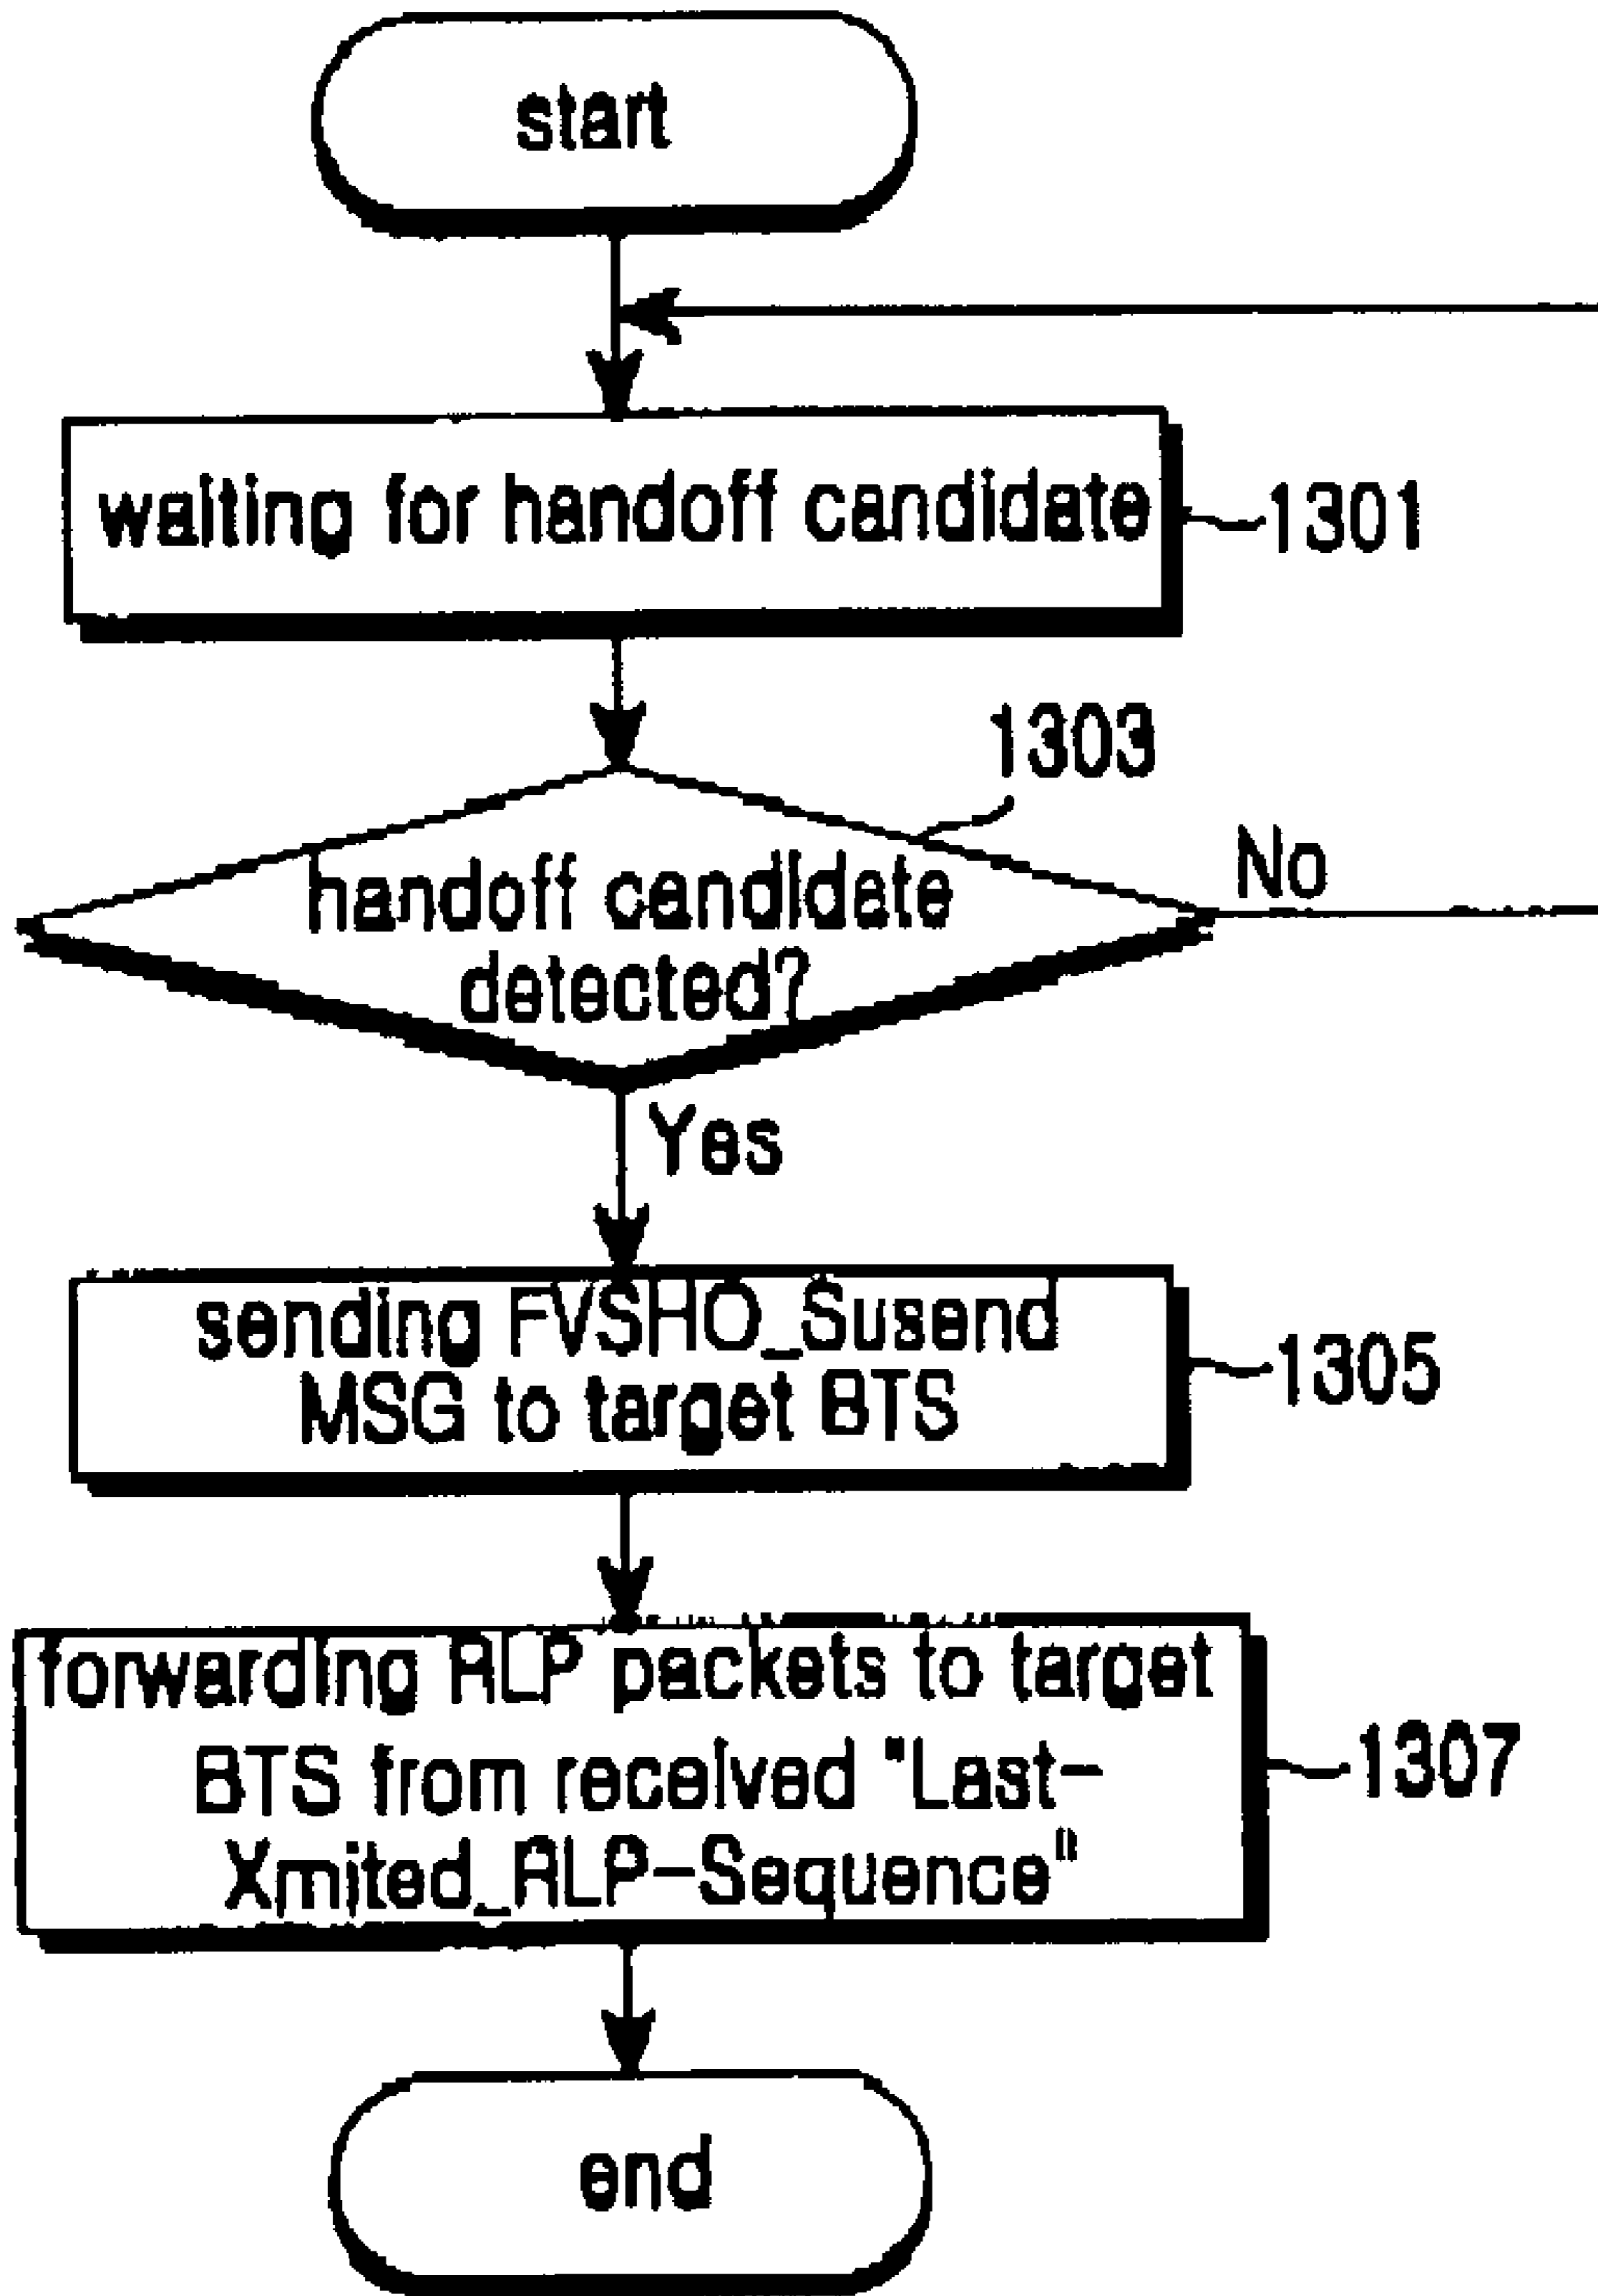 start
waiting for handoff candidate
1301
1303
handoff candidate
detected?
No
Yes
sending FVSHO_Susend
MSG to target BTS
1305
forwarding RLP packets to target
BTS from received "Last-
Xmited_RLP-Sequence"
1307
end